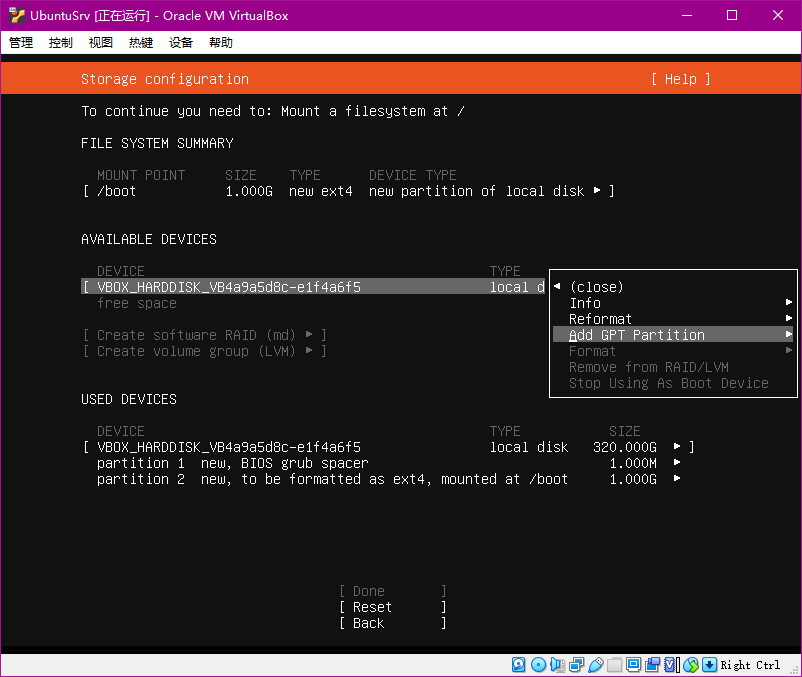 UbuntuSrv [正在运行] - Oracle VM VirtualBox
管理 控制 视图 热键 设备 帮助
Storage configuration [ Help ]
To continue you need to: Mount a filesystem at /
FILE SYSTEM SUMMARY
MOUNT POINT SIZE TYPE DEVICE TYPE
[ /boot 1.000G new ext4 new partition of local disk ▸ ]
AVAILABLE DEVICES
DEVICE TYPE
[ VBOX_HARDDISK_VB4a9a5d8c-e1f4a6f5 local d
free space
[ Create software RAID (md) ▸ ]
[ Create volume group (LVM) ▸ ]
◂ (close)
Info ▸
Reformat ▸
Add GPT Partition ▸
Format ▸
Remove from RAID/LVM
Stop Using As Boot Device
USED DEVICES
DEVICE TYPE SIZE
[ VBOX_HARDDISK_VB4a9a5d8c-e1f4a6f5 local disk 320.000G ▸ ]
partition 1 new, BIOS grub spacer 1.000M ▸
partition 2 new, to be formatted as ext4, mounted at /boot 1.000G ▸
[ Done ]
[ Reset ]
[ Back ]
Right Ctrl